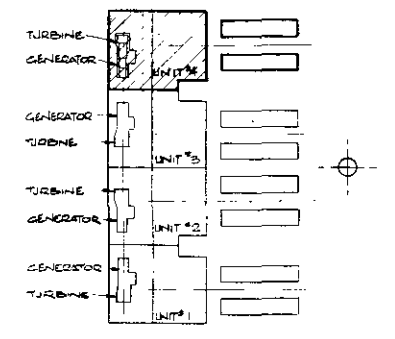 TURBINE
GENERATOR
UNIT #4
GENERATOR
TURBINE
UNIT #3
TURBINE
GENERATOR
UNIT #2
GENERATOR
TURBINE
UNIT #1